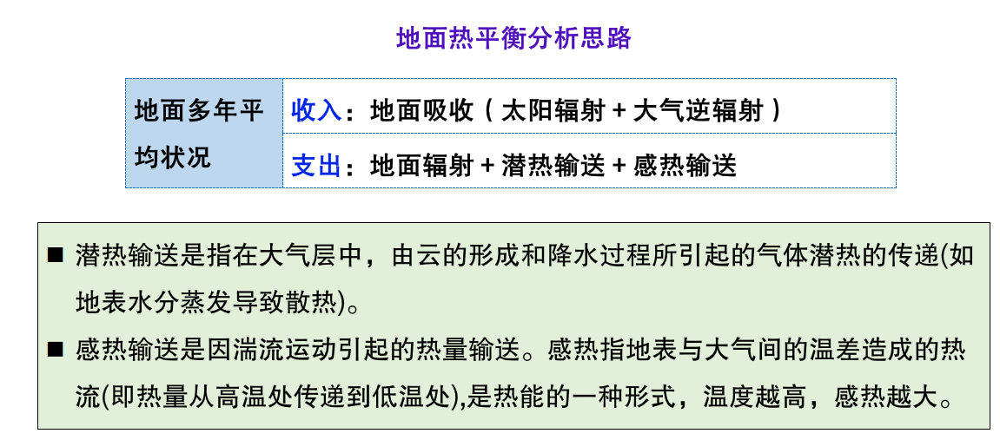 地面热平衡分析思路
地面多年平
均状况
收入：地面吸收（太阳辐射＋大气逆辐射）
支出：地面辐射＋潜热输送＋感热输送
■ 潜热输送是指在大气层中，由云的形成和降水过程所引起的气体潜热的传递(如
地表水分蒸发导致散热)。
■ 感热输送是因湍流运动引起的热量输送。感热指地表与大气间的温差造成的热
流(即热量从高温处传递到低温处),是热能的一种形式，温度越高，感热越大。